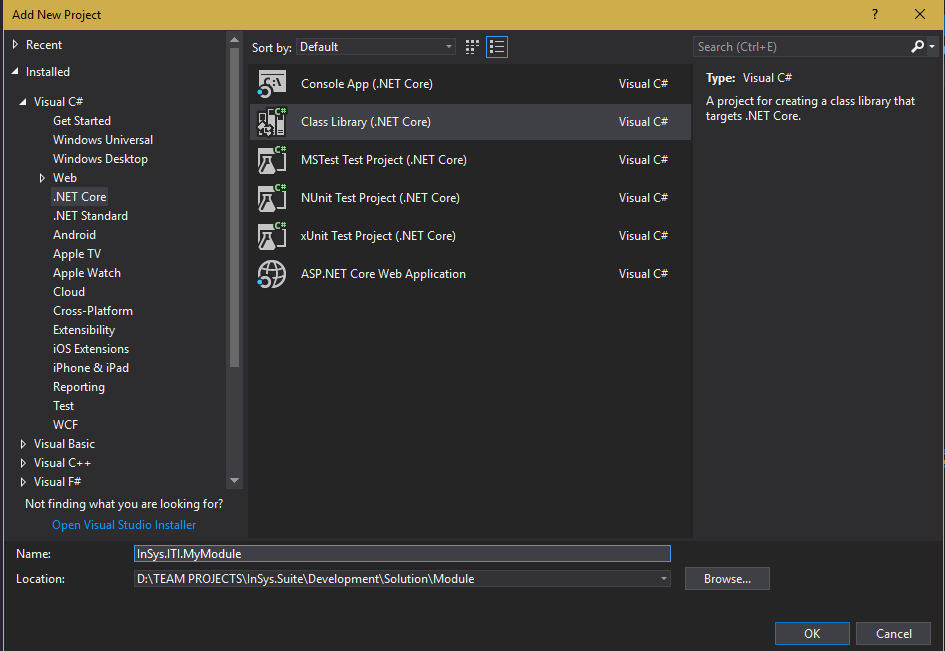 Add New Project
?
Recent
Installed
Visual C#
Get Started
Windows Universal
Windows Desktop
Web
.NET Core
.NET Standard
Android
Apple TV
Apple Watch
Cloud
Cross-Platform
Extensibility
iOS Extensions
iPhone & iPad
Reporting
Test
WCF
Visual Basic
Visual C++
Visual F#
Not finding what you are looking for?
Open Visual Studio Installer
Sort by: Default
Console App (.NET Core) Visual C#
Class Library (.NET Core) Visual C#
MSTest Test Project (.NET Core) Visual C#
NUnit Test Project (.NET Core) Visual C#
xUnit Test Project (.NET Core) Visual C#
ASP.NET Core Web Application Visual C#
C:\
C#
C#
C#
C#
Search (Ctrl+E)
Type: Visual C#
A project for creating a class library that
targets .NET Core.
Name: InSys.ITI.MyModule
Location: D:\TEAM PROJECTS\InSys.Suite\Development\Solution\Module
Browse...
OK
Cancel